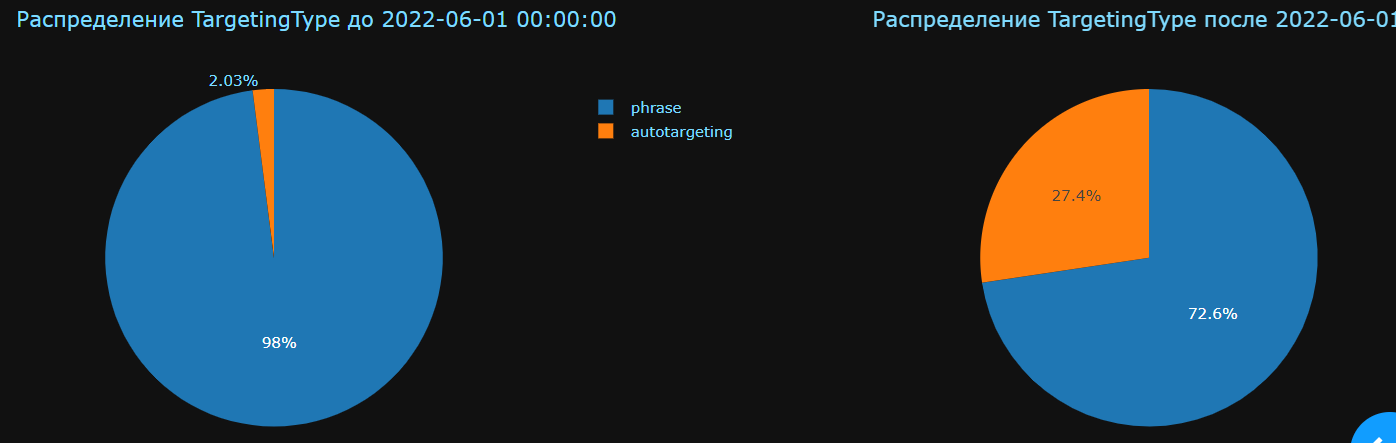 Распределение TargetingType до 2022-06-01 00:00:00
2.03%
98%
phrase
autotargeting
Распределение TargetingType после 2022-06-01
27.4%
72.6%